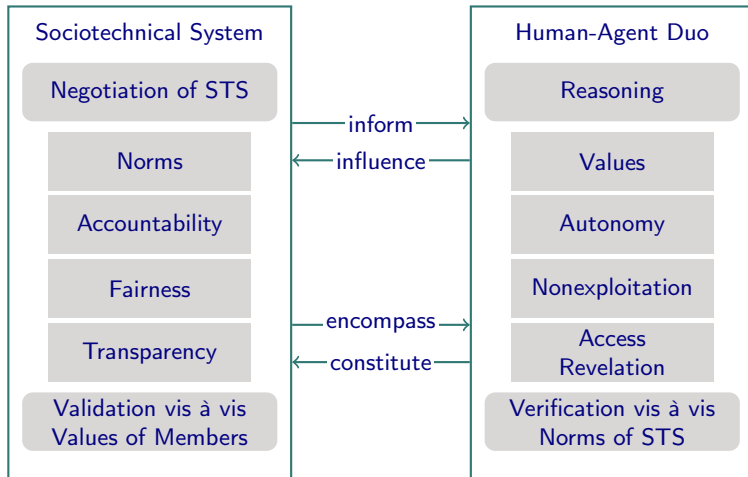 Sociotechnical System
Negotiation of STS
Norms
Accountability
Fairness
Transparency
Validation vis à vis
Values of Members
inform
influence
encompass
constitute
Human-Agent Duo
Reasoning
Values
Autonomy
Nonexploitation
Access
Revelation
Verification vis à vis
Norms of STS